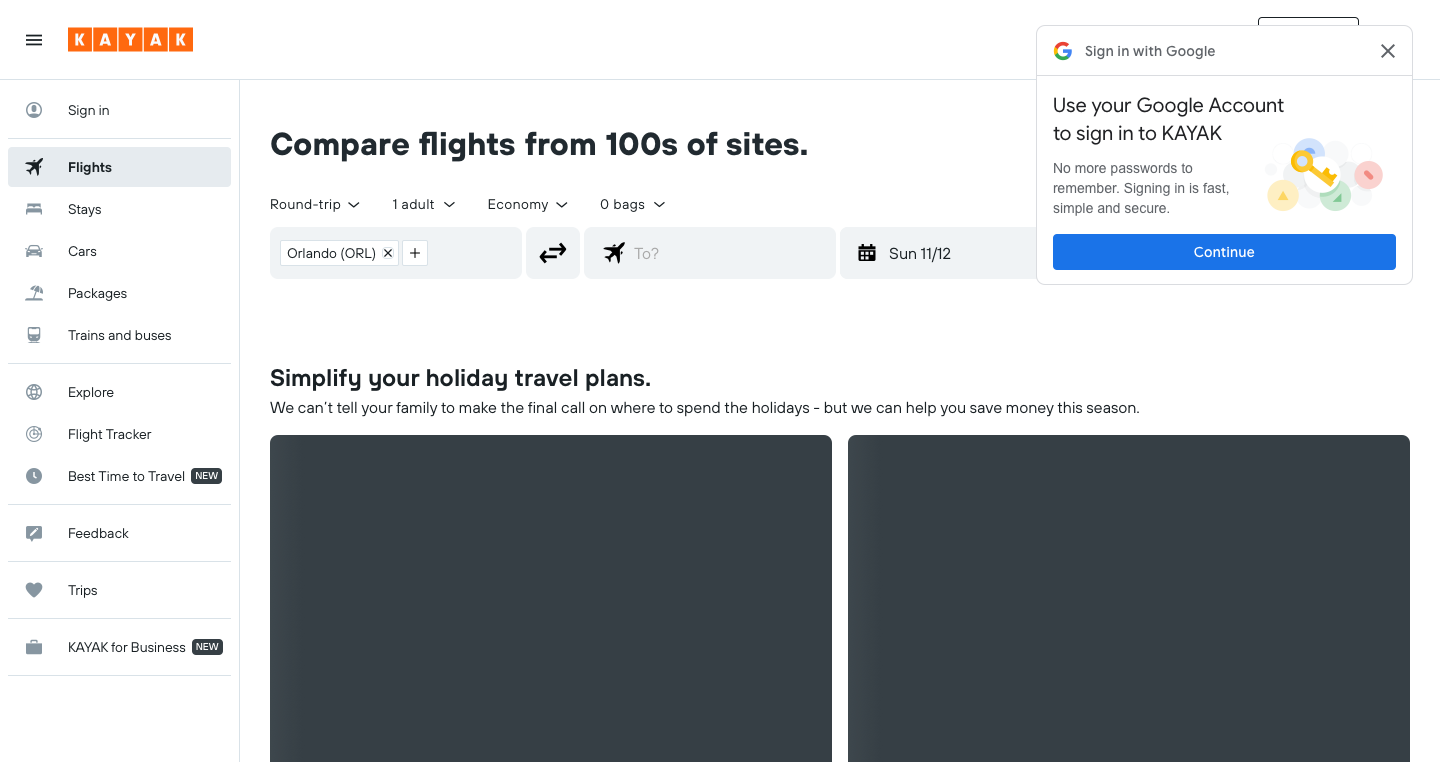 KAYAK
Sign in
Flights
Stays
Cars
Packages
Trains and buses
Explore
Flight Tracker
Best Time to Travel NEW
Feedback
Trips
KAYAK for Business NEW
Compare flights from 100s of sites.
Round-trip 1 adult Economy 0 bags
Orlando (ORL) To? Sun 11/12
Simplify your holiday travel plans.
We can't tell your family to make the final call on where to spend the holidays - but we can help you save money this season.
Sign in with Google
Use your Google Account
to sign in to KAYAK
No more passwords to
remember. Signing in is fast,
simple and secure.
Continue